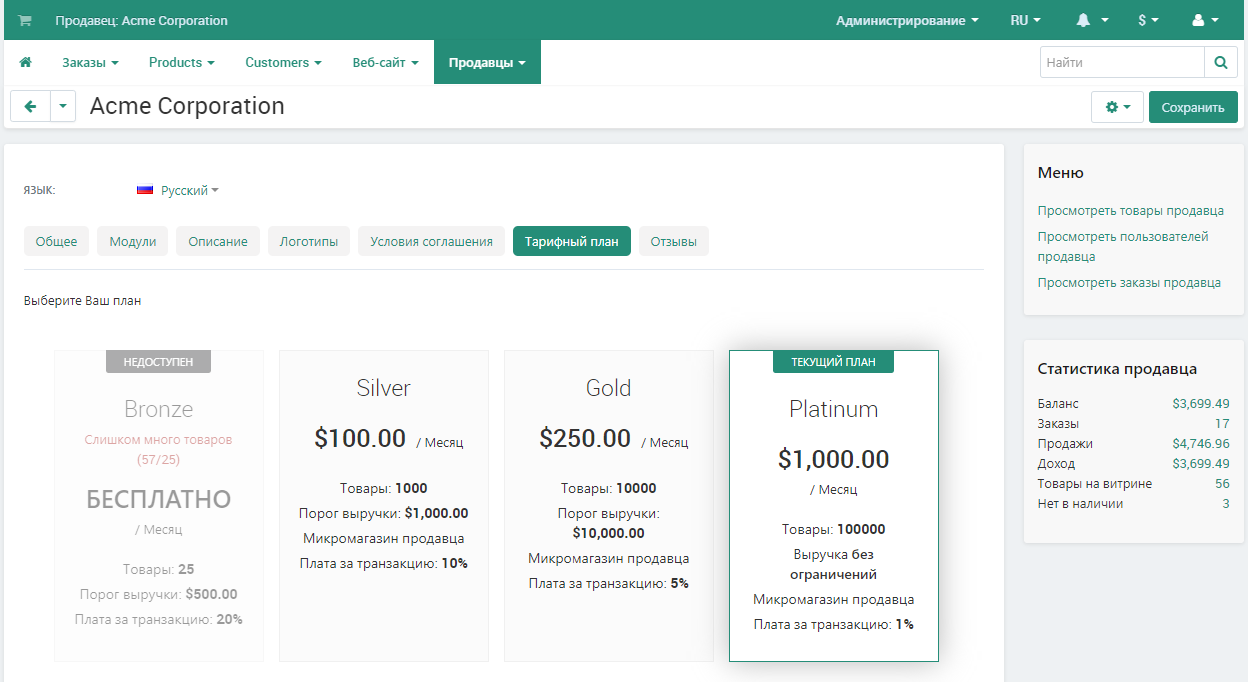 Продавец: Acme Corporation
Администрирование
RU
$
Заказы
Products
Customers
Веб-сайт
Продавцы
Найти
Acme Corporation
Сохранить
ЯЗЫК:
Русский
Общее
Модули
Описание
Логотипы
Условия соглашения
Тарифный план
Отзывы
Выберите Ваш план
НЕДОСТУПЕН
Bronze
Слишком много товаров
(57/25)
БЕСПЛАТНО
/ Месяц
Товары: 25
Порог выручки: $500.00
Плата за транзакцию: 20%
Silver
$100.00 / Месяц
Товары: 1000
Порог выручки: $1,000.00
Микромагазин продавца
Плата за транзакцию: 10%
Gold
$250.00 / Месяц
Товары: 10000
Порог выручки:
$10,000.00
Микромагазин продавца
Плата за транзакцию: 5%
ТЕКУЩИЙ ПЛАН
Platinum
$1,000.00
/ Месяц
Товары: 100000
Выручка без
ограничений
Микромагазин продавца
Плата за транзакцию: 1%
Меню
Просмотреть товары продавца
Просмотреть пользователей
продавца
Просмотреть заказы продавца
Статистика продавца
Баланс $3,699.49
Заказы 17
Продажи $4,746.96
Доход $3,699.49
Товары на витрине 56
Нет в наличии 3